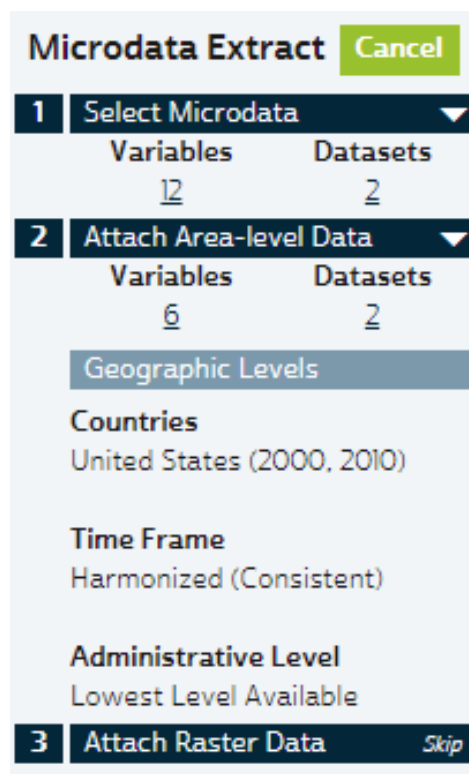 Microdata Extract Cancel
1 Select Microdata
Variables Datasets
12 2
2 Attach Area-level Data
Variables Datasets
6 2
Geographic Levels
Countries
United States (2000, 2010)
Time Frame
Harmonized (Consistent)
Administrative Level
Lowest Level Available
3 Attach Raster Data Skip